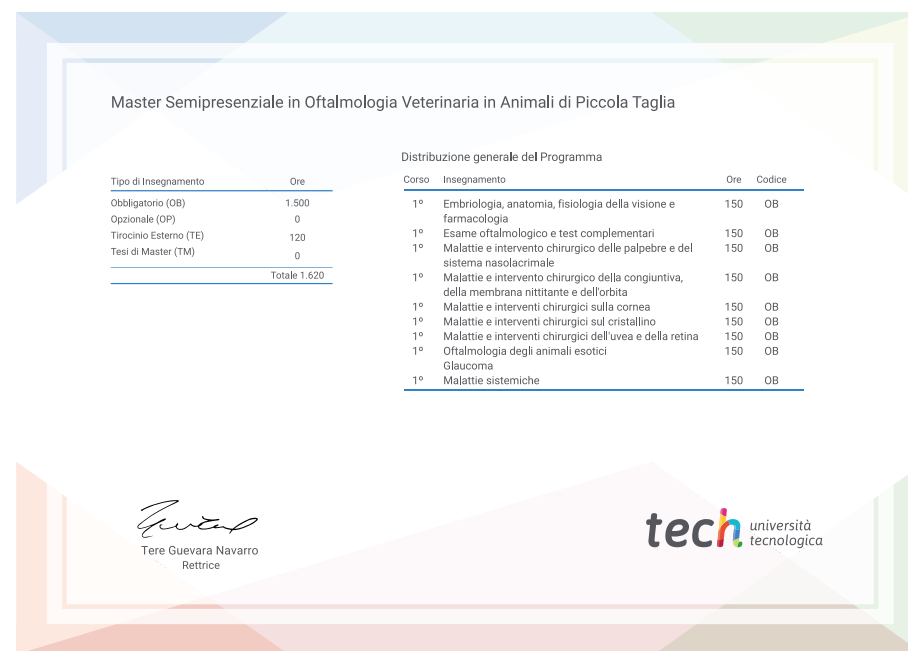 Master Semipresenziale in Oftalmologia Veterinaria in Animali di Piccola Taglia
Tipo di Insegnamento Ore
Obbligatorio (OB) 1.500
Opzionale (OP) 0
Tirocinio Esterno (TE) 120
Tesi di Master (TM) 0
Totale 1.620
Distribuzione generale del Programma
Corso Insegnamento Ore Codice
1º Embriologia, anatomia, fisiologia della visione e 150 OB
farmacologia
1º Esame oftalmologico e test complementari 150 OB
1º Malattie e intervento chirurgico delle palpebre e del 150 OB
sistema nasolacrimale
1º Malattie e intervento chirurgico della congiuntiva, 150 OB
della membrana nittitante e dell'orbita
1º Malattie e interventi chirurgici sulla cornea 150 OB
1º Malattie e interventi chirurgici sul cristallino 150 OB
1º Malattie e interventi chirurgici dell'uvea e della retina 150 OB
1º Oftalmologia degli animali esotici 150 OB
Glaucoma
1º Malattie sistemiche 150 OB
Tere Guevara Navarro
Rettrice
tech università
tecnologica